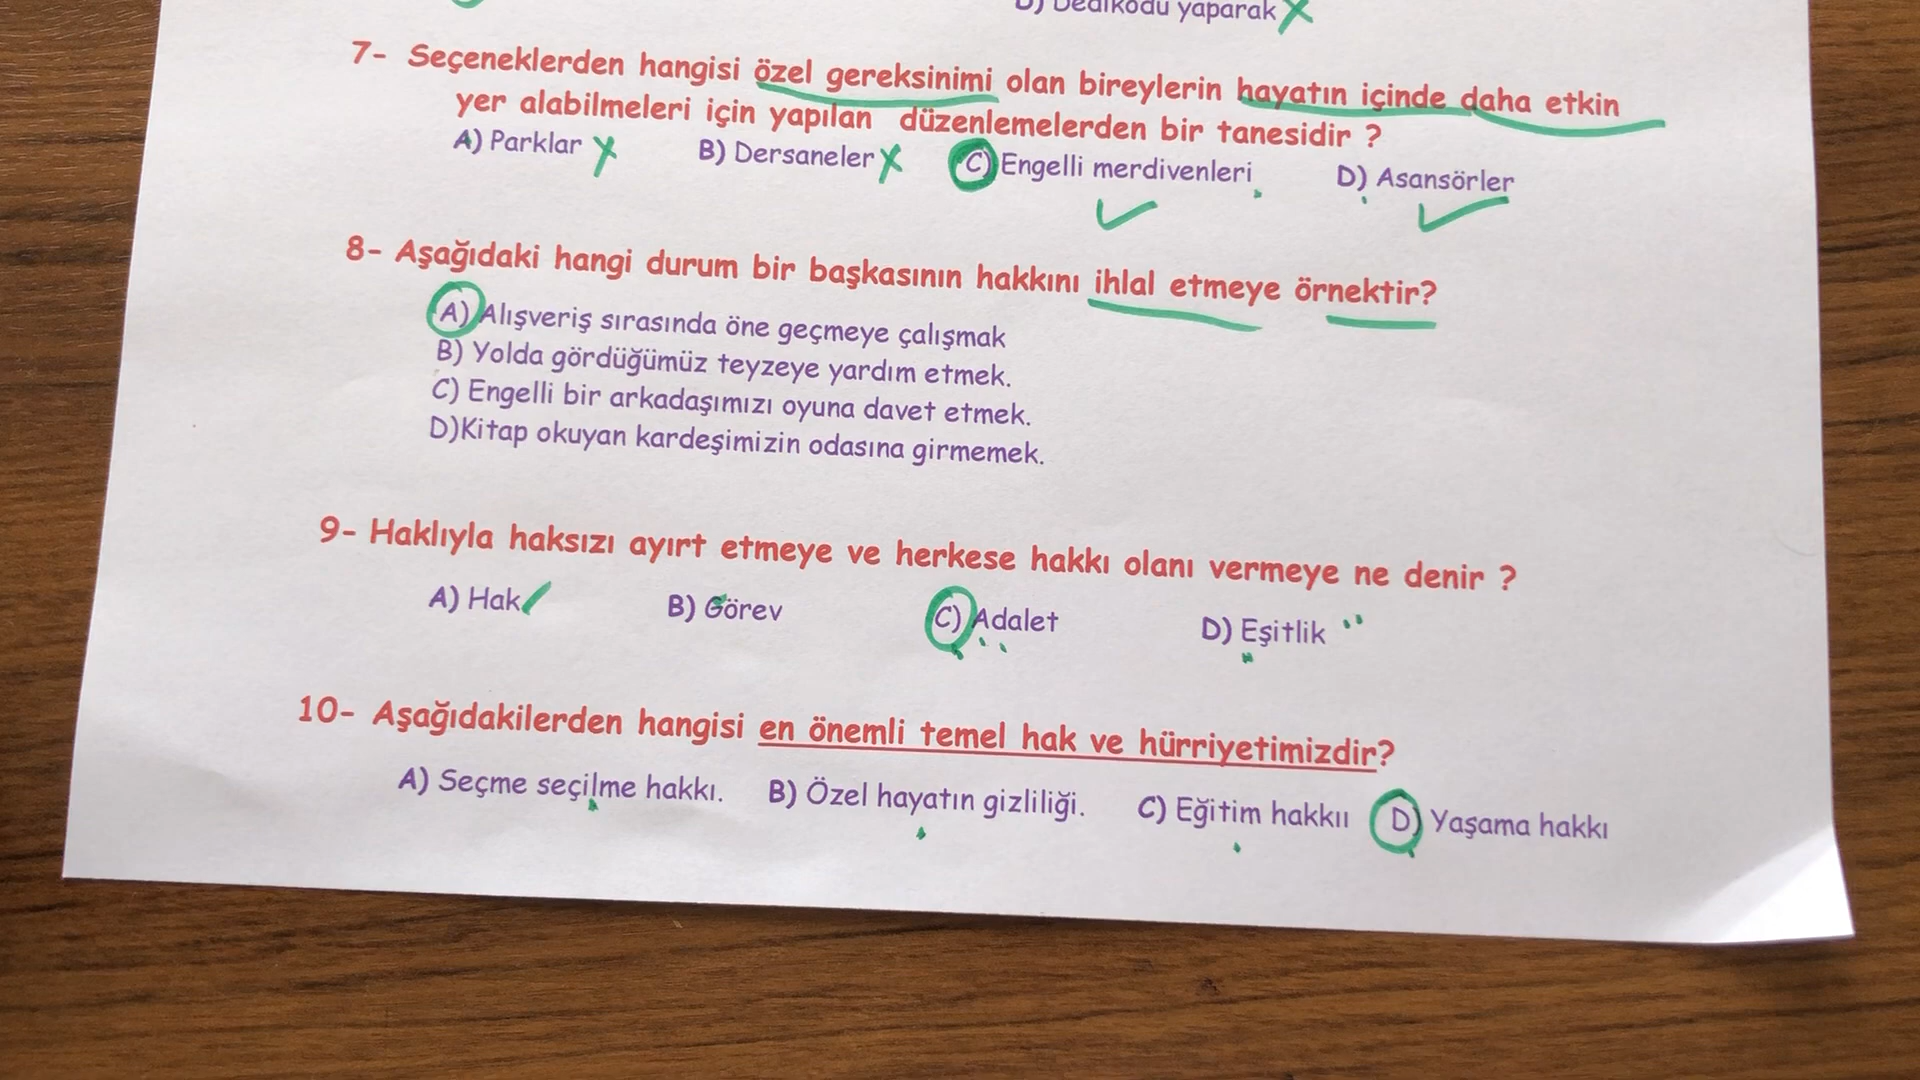 D) Dedikodu yaparak
7- Seçeneklerden hangisi özel gereksinimi olan bireylerin hayatın içinde daha etkin
yer alabilmeleri için yapılan düzenlemelerden bir tanesidir ?
A) Parklar B) Dersaneler C) Engelli merdivenleri D) Asansörler
8- Aşağıdaki hangi durum bir başkasının hakkını ihlal etmeye örnektir?
A) Alışveriş sırasında öne geçmeye çalışmak
B) Yolda gördüğümüz teyzeye yardım etmek.
C) Engelli bir arkadaşımızı oyuna davet etmek.
D)Kitap okuyan kardeşimizin odasına girmemek.
9- Haklıyla haksızı ayırt etmeye ve herkese hakkı olanı vermeye ne denir ?
A) Hak B) Görev C) Adalet D) Eşitlik
10- Aşağıdakilerden hangisi en önemli temel hak ve hürriyetimizdir?
A) Seçme seçilme hakkı. B) Özel hayatın gizliliği. C) Eğitim hakkıı D) Yaşama hakkı